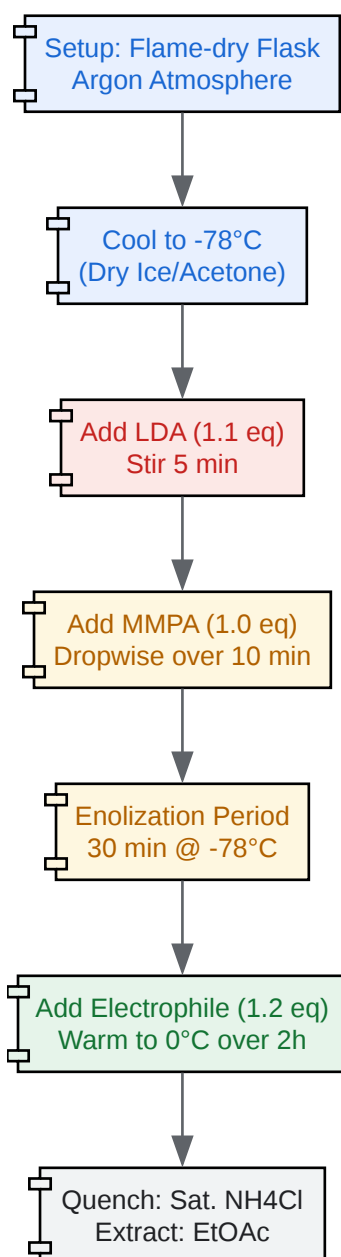 Setup: Flame-dry Flask
Argon Atmosphere
Cool to -78°C
(Dry Ice/Acetone)
Add LDA (1.1 eq)
Stir 5 min
Add MMPA (1.0 eq)
Dropwise over 10 min
Enolization Period
30 min @ -78°C
Add Electrophile (1.2 eq)
Warm to 0°C over 2h
Quench: Sat. NH4Cl
Extract: EtOAc